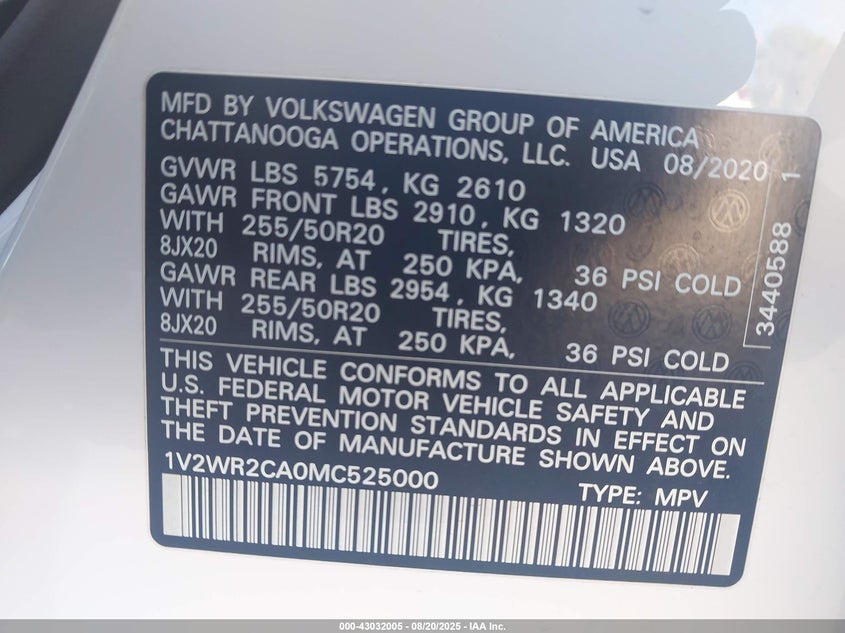 MFD BY VOLKSWAGEN GROUP OF AMERICA
CHATTANOOGA OPERATIONS, LLC. USA 08/2020 1
GVWR LBS 5754, KG 2610
GAWR FRONT LBS 2910, KG 1320
WITH 255/50R20 TIRES,
8JX20 RIMS, AT 250 KPA, 36 PSI COLD
GAWR REAR LBS 2954, KG 1340
WITH 255/50R20 TIRES,
8JX20 RIMS, AT 250 KPA, 36 PSI COLD
3440588
THIS VEHICLE CONFORMS TO ALL APPLICABLE
U.S. FEDERAL MOTOR VEHICLE SAFETY AND
THEFT PREVENTION STANDARDS IN EFFECT ON
THE DATE OF MANUFACTURE SHOWN ABOVE.
1V2WR2CA0MC525000
TYPE: MPV
000-43032005 - 08/20/2025 - IAA Inc.